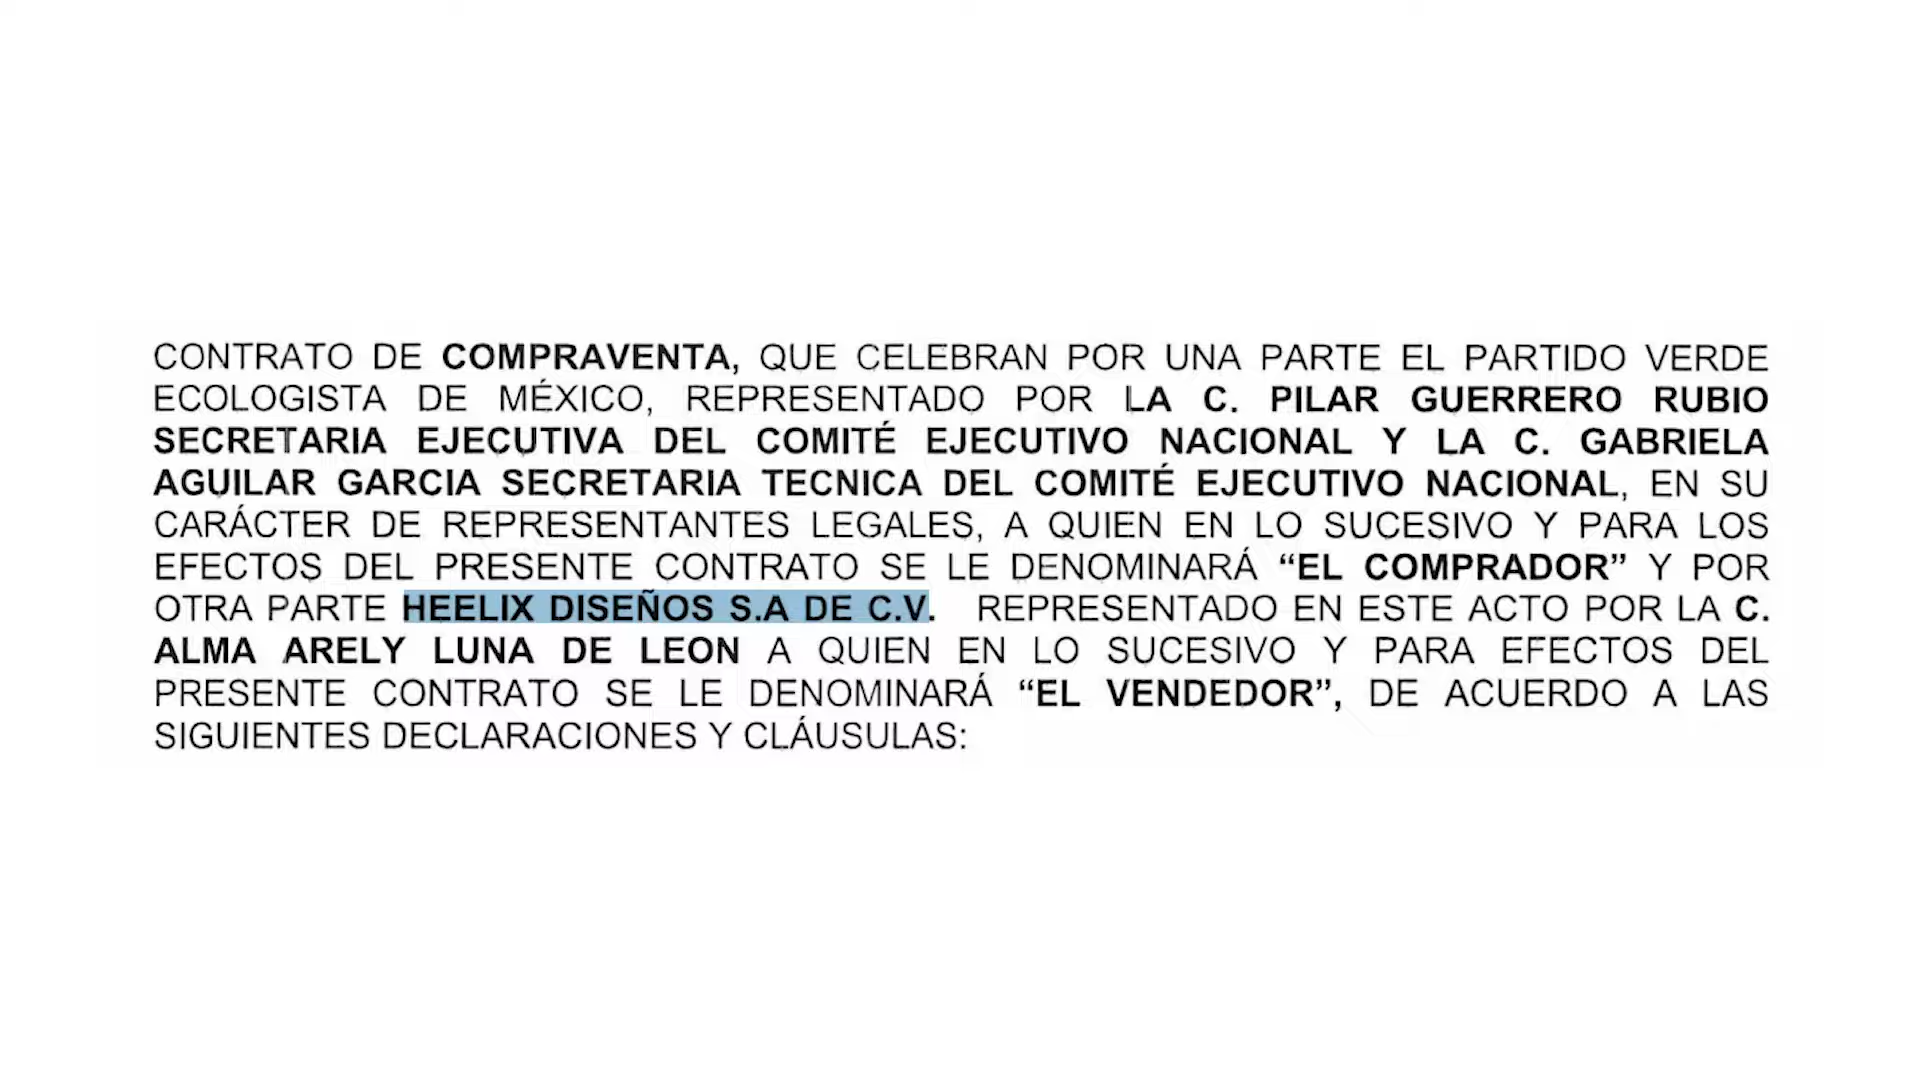 CONTRATO DE COMPRAVENTA, QUE CELEBRAN POR UNA PARTE EL PARTIDO VERDE
ECOLOGISTA DE MÉXICO, REPRESENTADO POR LA C. PILAR GUERRERO RUBIO
SECRETARIA EJECUTIVA DEL COMITÉ EJECUTIVO NACIONAL Y LA C. GABRIELA
AGUILAR GARCIA SECRETARIA TECNICA DEL COMITÉ EJECUTIVO NACIONAL, EN SU
CARÁCTER DE REPRESENTANTES LEGALES, A QUIEN EN LO SUCESIVO Y PARA LOS
EFECTOS DEL PRESENTE CONTRATO SE LE DENOMINARÁ “EL COMPRADOR” Y POR
OTRA PARTE HEELIX DISEÑOS S.A DE C.V. REPRESENTADO EN ESTE ACTO POR LA C.
ALMA ARELY LUNA DE LEON A QUIEN EN LO SUCESIVO Y PARA EFECTOS DEL
PRESENTE CONTRATO SE LE DENOMINARÁ “EL VENDEDOR”, DE ACUERDO A LAS
SIGUIENTES DECLARACIONES Y CLÁUSULAS: